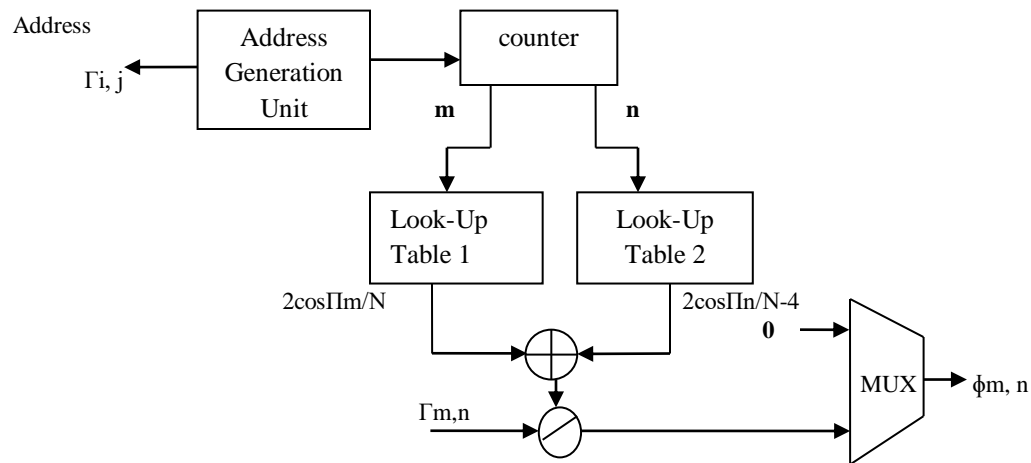 Address
Γi, j
Address
Generation
Unit
counter
m
n
Look-Up
Table 1
Look-Up
Table 2
2cosΠm/N
2cosΠn/N-4
0
MUX
ϕm, n
Γm,n